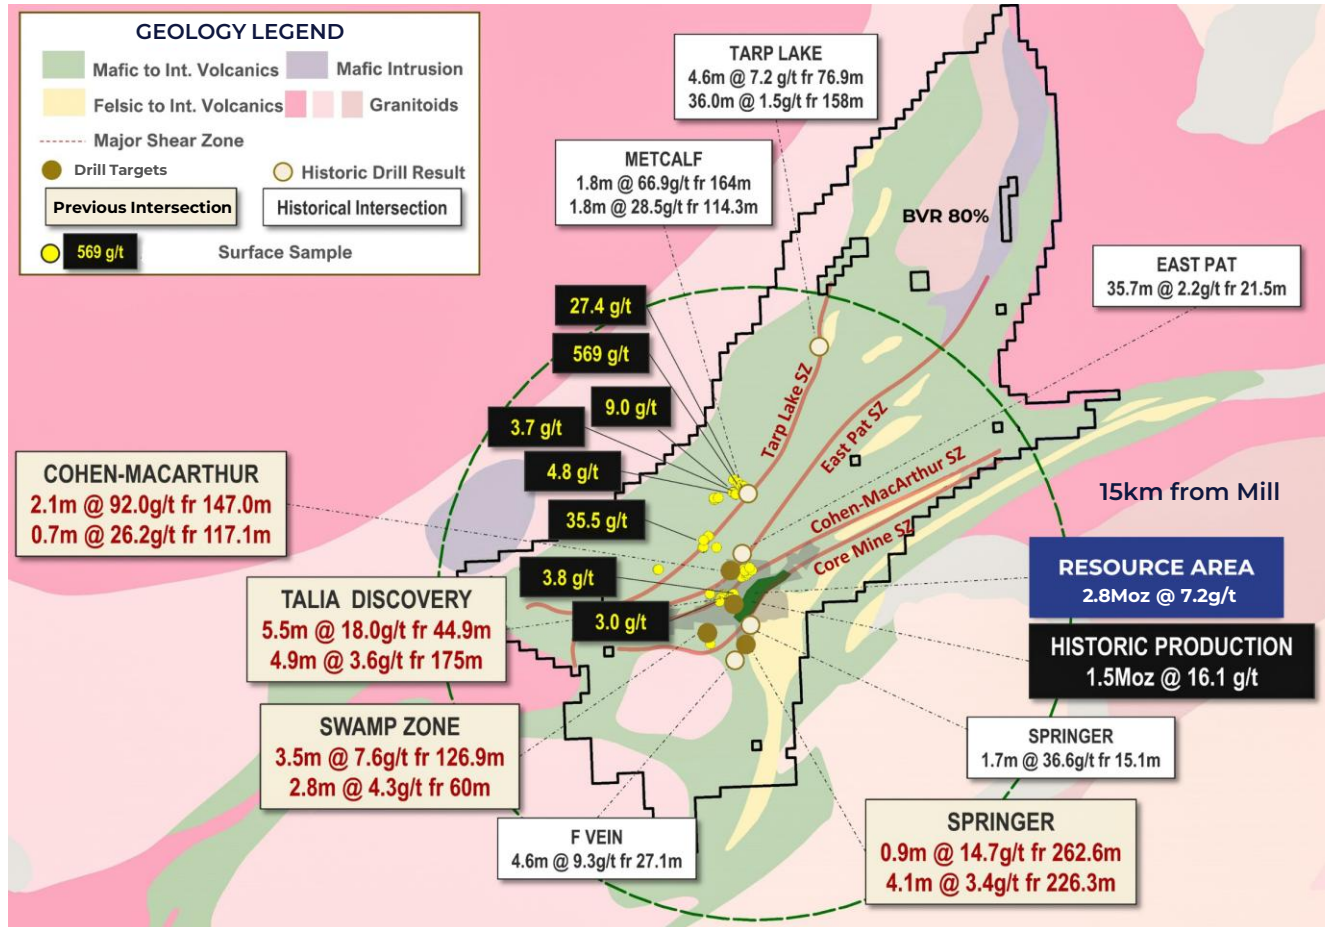 GEOLOGY LEGEND
Mafic to Int. Volcanics
Mafic Intrusion
Felsic to Int. Volcanics
Granitoids
Major Shear Zone
Drill Targets
Historic Drill Result
Previous Intersection
Historical Intersection
569 g/t
Surface Sample
TARP LAKE
4.6m @ 7.2 g/t fr 76.9m
36.0m @ 1.5g/t fr 158m
METCALF
1.8m @ 66.9g/t fr 164m
1.8m @ 28.5g/t fr 114.3m
BVR 80%
EAST PAT
35.7m @ 2.2g/t fr 21.5m
27.4 g/t
569 g/t
9.0 g/t
3.7 g/t
4.8 g/t
35.5 g/t
3.8 g/t
3.0 g/t
Tarp Lake SZ
East Pat SZ
Cohen-MacArthur SZ
Core Mine SZ
COHEN-MACARTHUR
2.1m @ 92.0g/t fr 147.0m
0.7m @ 26.2g/t fr 117.1m
15km from Mill
RESOURCE AREA
2.8Moz @ 7.2g/t
TALIA DISCOVERY
5.5m @ 18.0g/t fr 44.9m
4.9m @ 3.6g/t fr 175m
HISTORIC PRODUCTION
1.5Moz @ 16.1 g/t
SWAMP ZONE
3.5m @ 7.6g/t fr 126.9m
2.8m @ 4.3g/t fr 60m
SPRINGER
1.7m @ 36.6g/t fr 15.1m
F VEIN
4.6m @ 9.3g/t fr 27.1m
SPRINGER
0.9m @ 14.7g/t fr 262.6m
4.1m @ 3.4g/t fr 226.3m